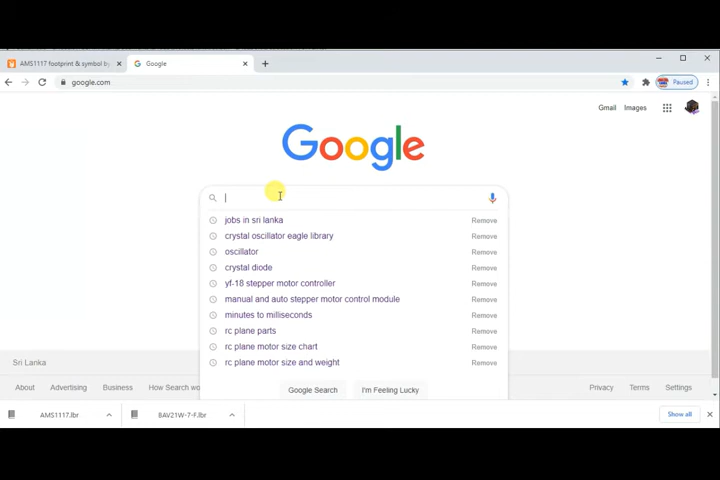 AMS1117 footprint & symbol by
Google
google.com
Paused
Gmail
Images
Google
jobs in sri lanka
Remove
crystal oscillator eagle library
Remove
oscillator
Remove
crystal diode
Remove
yf-18 stepper motor controller
Remove
manual and auto stepper motor control module
Remove
minutes to milliseconds
Remove
rc plane parts
Remove
rc plane motor size chart
Remove
rc plane motor size and weight
Remove
Sri Lanka
Google Search
I'm Feeling Lucky
About
Advertising
Business
How Search wo
Privacy
Terms
Settings
AMS1117.lbr
BAV21W-7-F.lbr
Show all